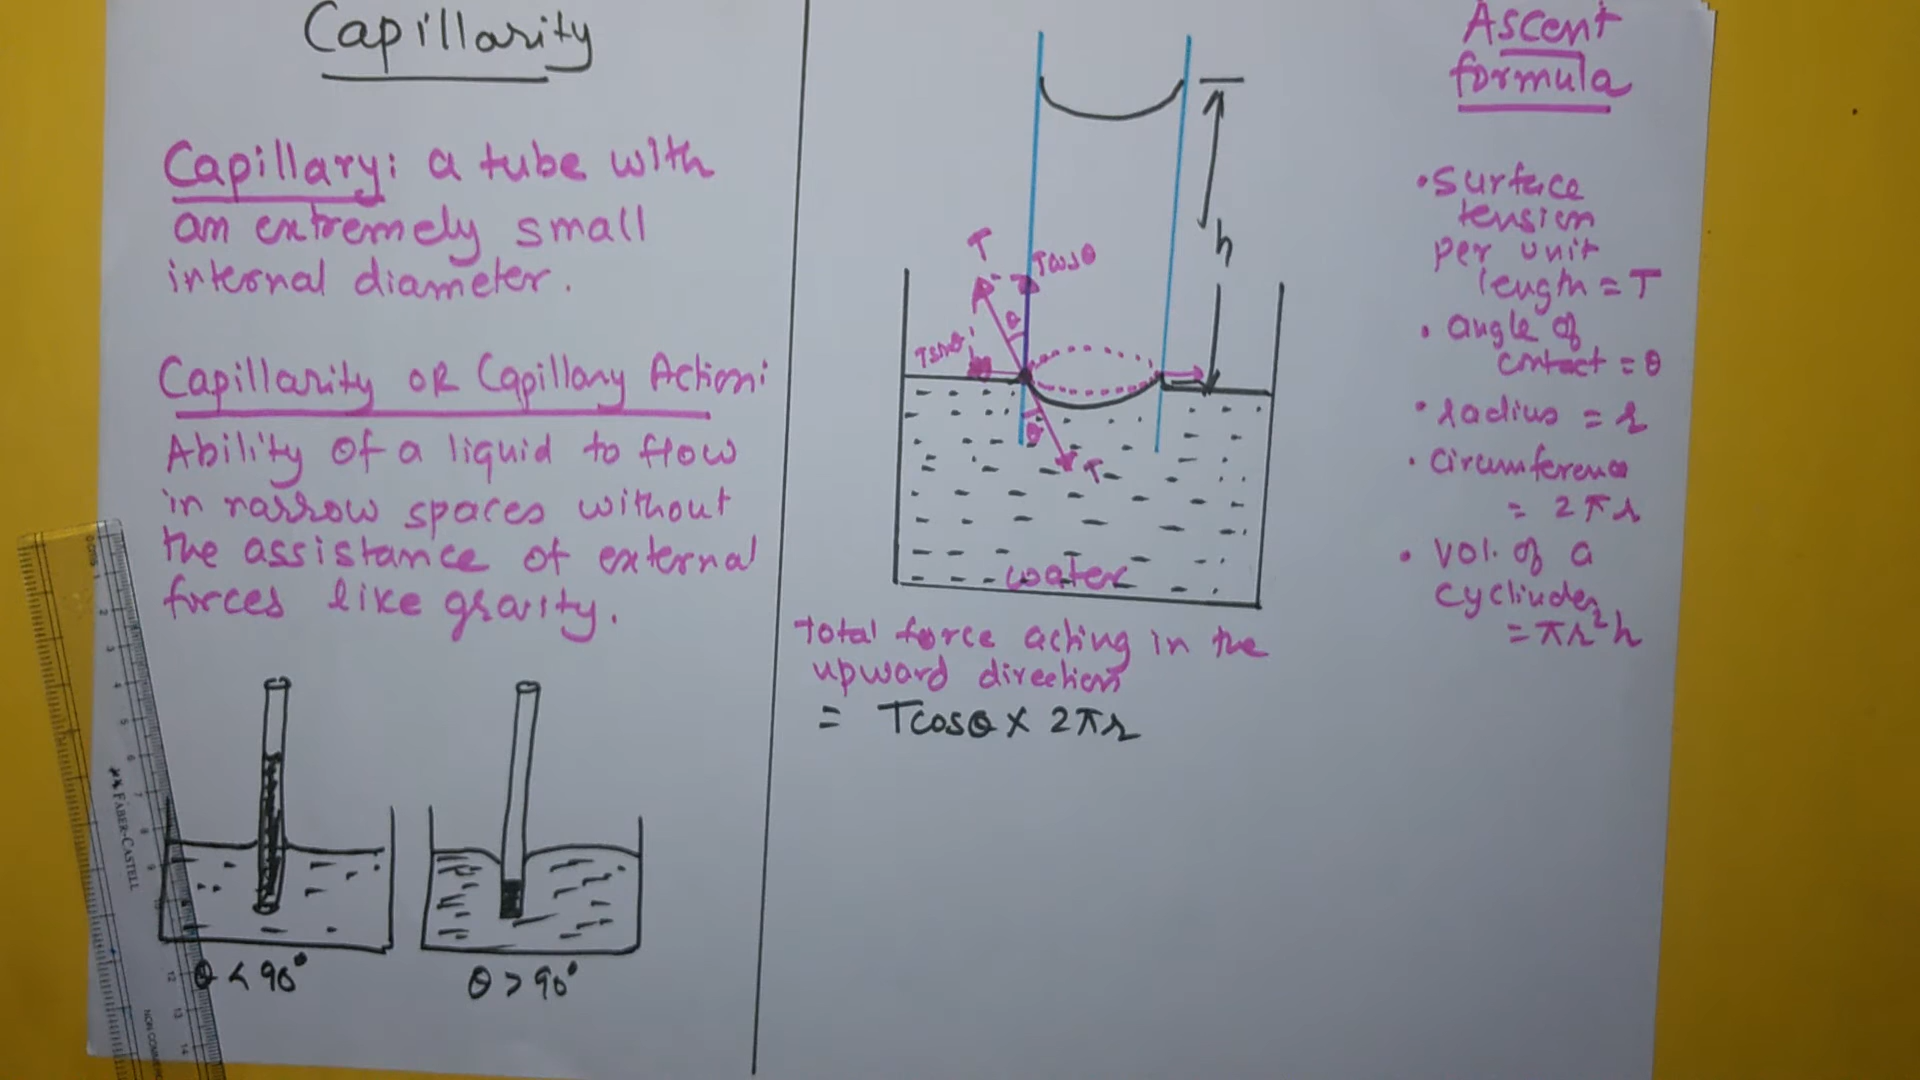 Capillarity
Capillary: a tube with
an extremely small
internal diameter.
Capillarity OR Capillary Action:
Ability of a liquid to flow
in narrow spaces without
the assistance of external
forces like gravity.
θ < 90°
θ > 90°
h
T
Tcosθ
θ
Tsinθ
θ
T
water
total force acting in the
upward direction
= Tcosθ × 2πr
Ascent
formula
• surface
tension
per unit
length = T
• angle of
contact = θ
• radius = r
• circumference
= 2πr
• vol. of a
cyclinder
= πr²h
FABER-CASTELL